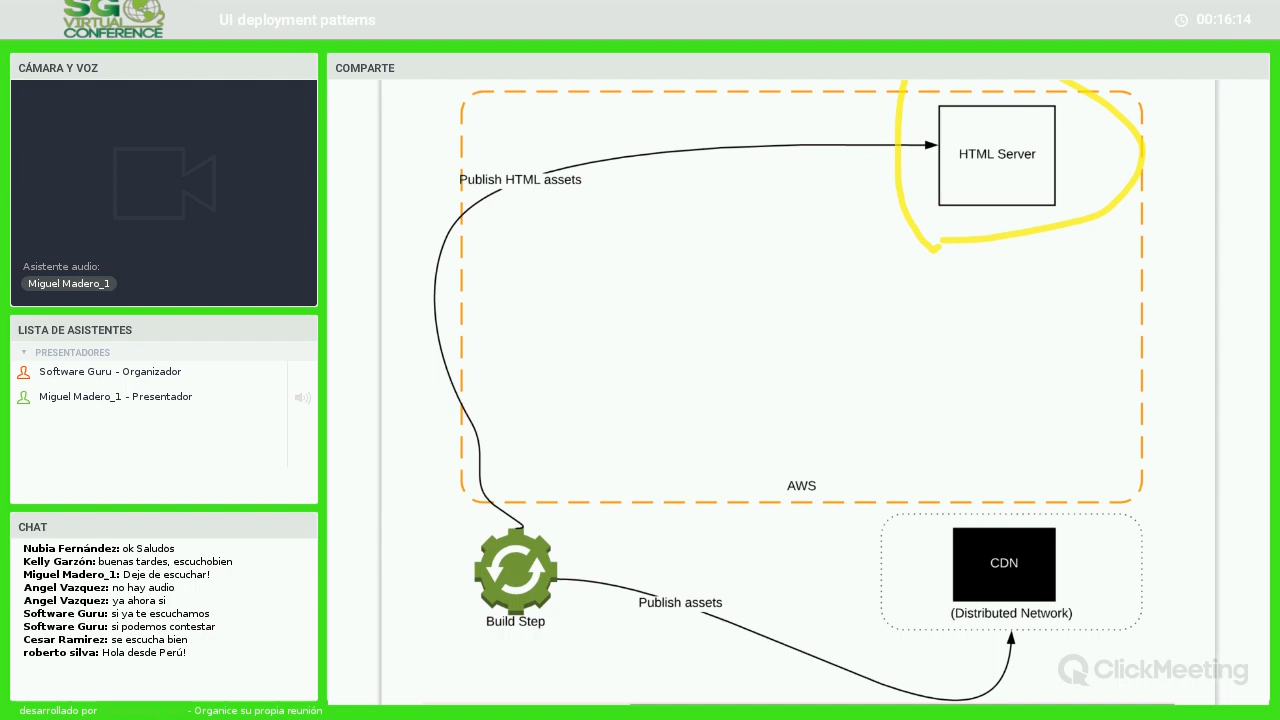 SG
VIRTUAL
CONFERENCE
UI deployment patterns
00:16:14
CÁMARA Y VOZ
Asistente audio:
Miguel Madero_1
LISTA DE ASISTENTES
PRESENTADORES
Software Guru - Organizador
Miguel Madero_1 - Presentador
CHAT
Nubia Fernández: ok Saludos
Kelly Garzón: buenas tardes, escuchobien
Miguel Madero_1: Deje de escuchar!
Angel Vazquez: no hay audio
Angel Vazquez: ya ahora si
Software Guru: si ya te escuchamos
Software Guru: si podemos contestar
Cesar Ramirez: se escucha bien
roberto silva: Hola desde Perú!
desarrollado por - Organice su propia reunión
COMPARTE
HTML Server
Publish HTML assets
AWS
Build Step
Publish assets
CDN
(Distributed Network)
ClickMeeting